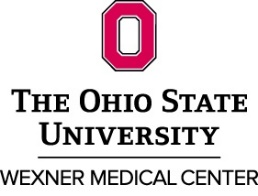 O
THE OHIO STATE
UNIVERSITY
WEXNER MEDICAL CENTER